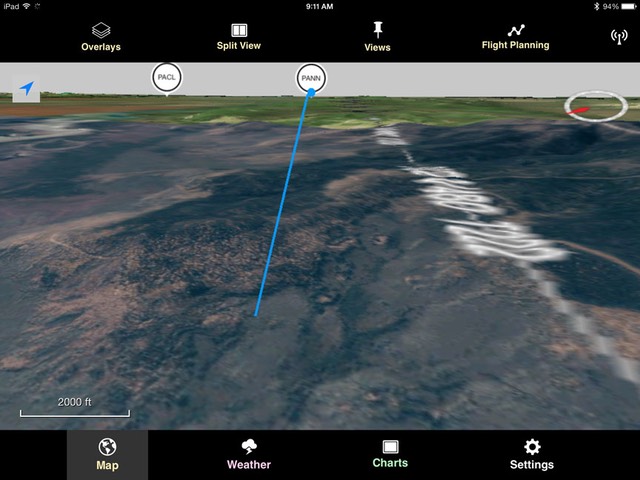 iPad
9:11 AM
94%
Overlays
Split View
Views
Flight Planning
PACL
PANN
2000 ft
Map
Weather
Charts
Settings